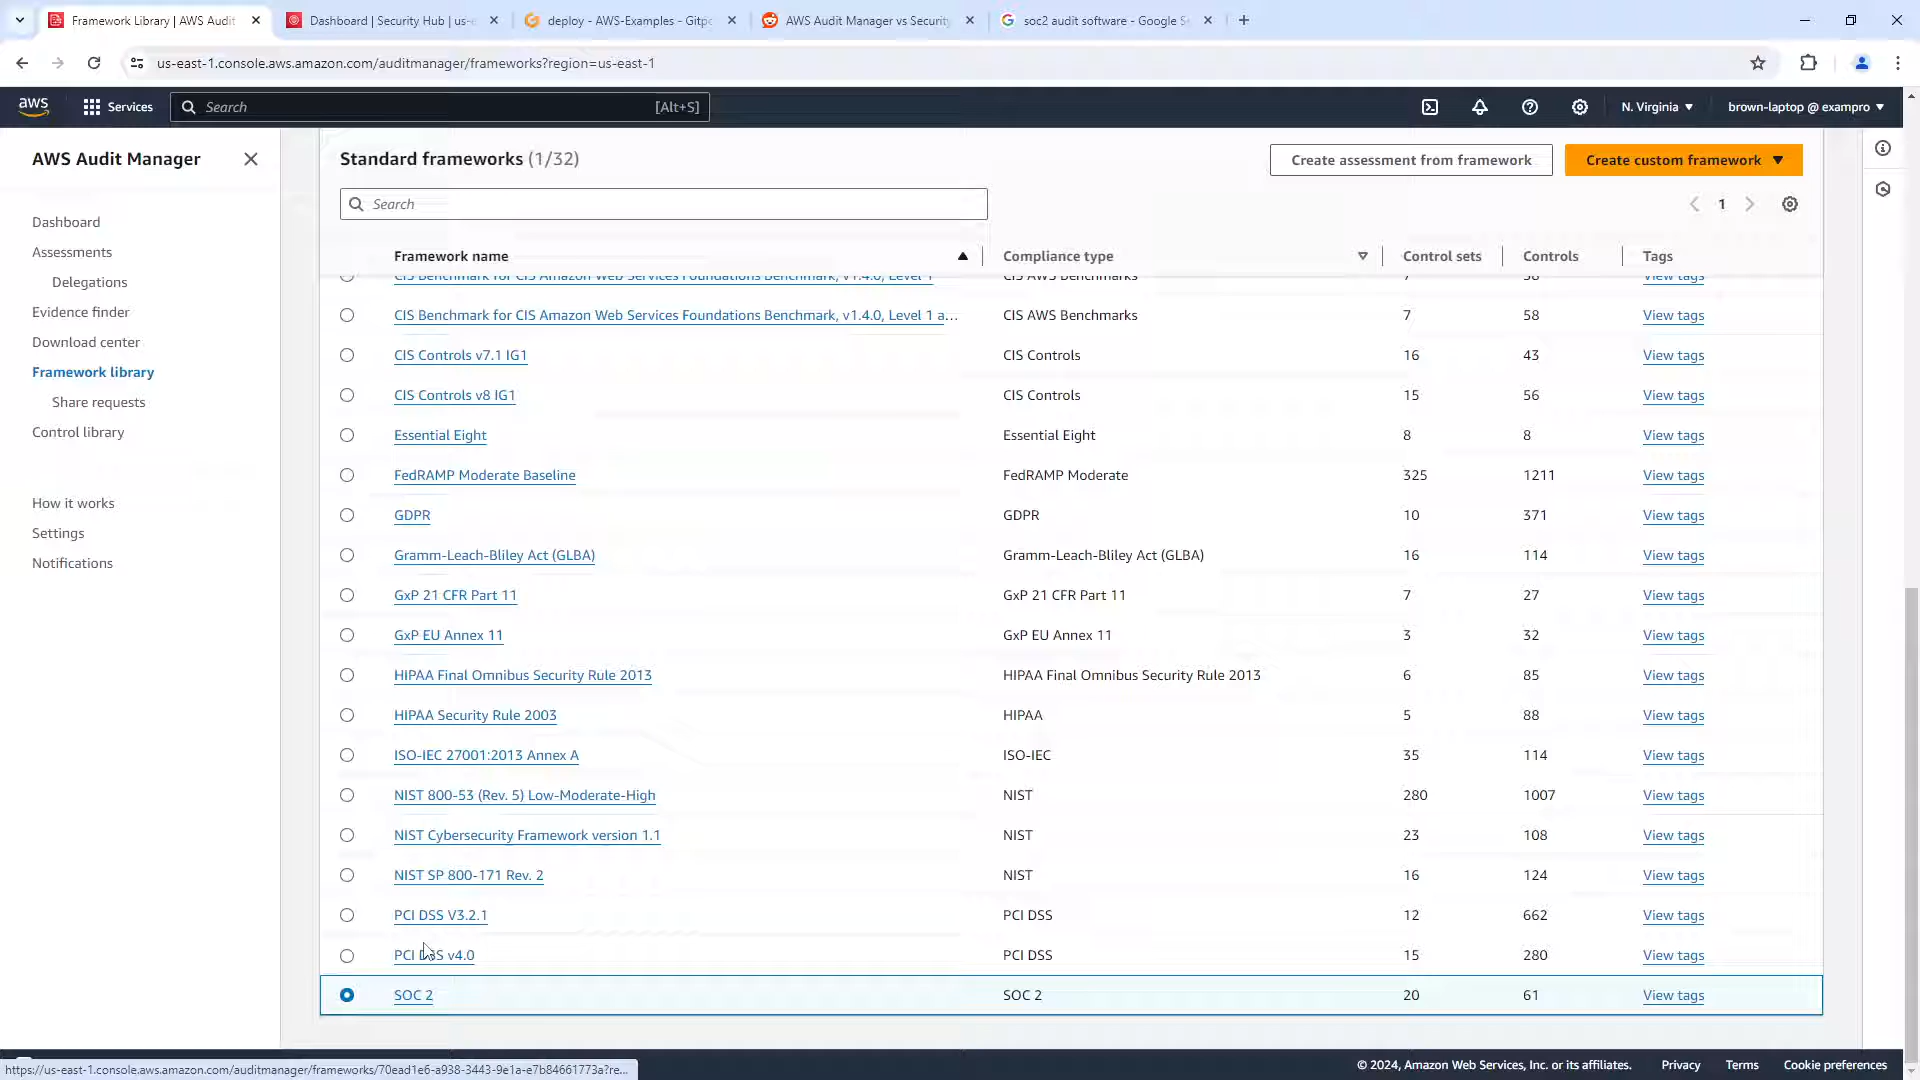 Framework Library | AWS Audit
Dashboard | Security Hub | us-e
deploy - AWS-Examples - Gitpo
AWS Audit Manager vs Security
soc2 audit software - Google Se
us-east-1.console.aws.amazon.com/auditmanager/frameworks?region=us-east-1
aws
Services
Search
[Alt+S]
N. Virginia ▼
brown-laptop @ exampro ▼
AWS Audit Manager
Dashboard
Assessments
Delegations
Evidence finder
Download center
Framework library
Share requests
Control library
How it works
Settings
Notifications
Standard frameworks (1/32)
Create assessment from framework
Create custom framework ▼
Search
1
Framework name
Compliance type
Control sets
Controls
Tags
CIS Benchmark for CIS Amazon Web Services Foundations Benchmark, v1.4.0, Level 1 CIS AWS Benchmarks 7 58 View tags
CIS Benchmark for CIS Amazon Web Services Foundations Benchmark, v1.4.0, Level 1 a... CIS AWS Benchmarks 7 58 View tags
CIS Controls v7.1 IG1 CIS Controls 16 43 View tags
CIS Controls v8 IG1 CIS Controls 15 56 View tags
Essential Eight Essential Eight 8 8 View tags
FedRAMP Moderate Baseline FedRAMP Moderate 325 1211 View tags
GDPR GDPR 10 371 View tags
Gramm-Leach-Bliley Act (GLBA) Gramm-Leach-Bliley Act (GLBA) 16 114 View tags
GxP 21 CFR Part 11 GxP 21 CFR Part 11 7 27 View tags
GxP EU Annex 11 GxP EU Annex 11 3 32 View tags
HIPAA Final Omnibus Security Rule 2013 HIPAA Final Omnibus Security Rule 2013 6 85 View tags
HIPAA Security Rule 2003 HIPAA 5 88 View tags
ISO-IEC 27001:2013 Annex A ISO-IEC 35 114 View tags
NIST 800-53 (Rev. 5) Low-Moderate-High NIST 280 1007 View tags
NIST Cybersecurity Framework version 1.1 NIST 23 108 View tags
NIST SP 800-171 Rev. 2 NIST 16 124 View tags
PCI DSS V3.2.1 PCI DSS 12 662 View tags
PCI DSS v4.0 PCI DSS 15 280 View tags
SOC 2 SOC 2 20 61 View tags
https://us-east-1.console.aws.amazon.com/auditmanager/frameworks/70ead1e6-a938-3443-9e1a-e7b84661773a?re...
© 2024, Amazon Web Services, Inc. or its affiliates.
Privacy
Terms
Cookie preferences